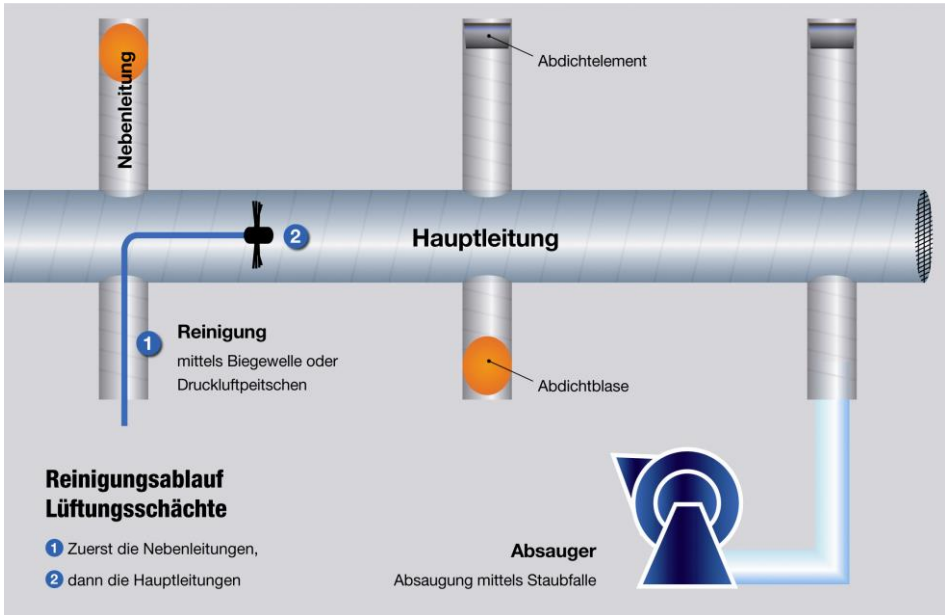 Nebenleitung
Abdichtelement
Hauptleitung
2
1
Reinigung
mittels Biegewelle oder
Druckluftpeitschen
Abdichtblase
Reinigungsablauf
Lüftungsschächte
1 Zuerst die Nebenleitungen,
2 dann die Hauptleitungen
Absauger
Absaugung mittels Staubfalle